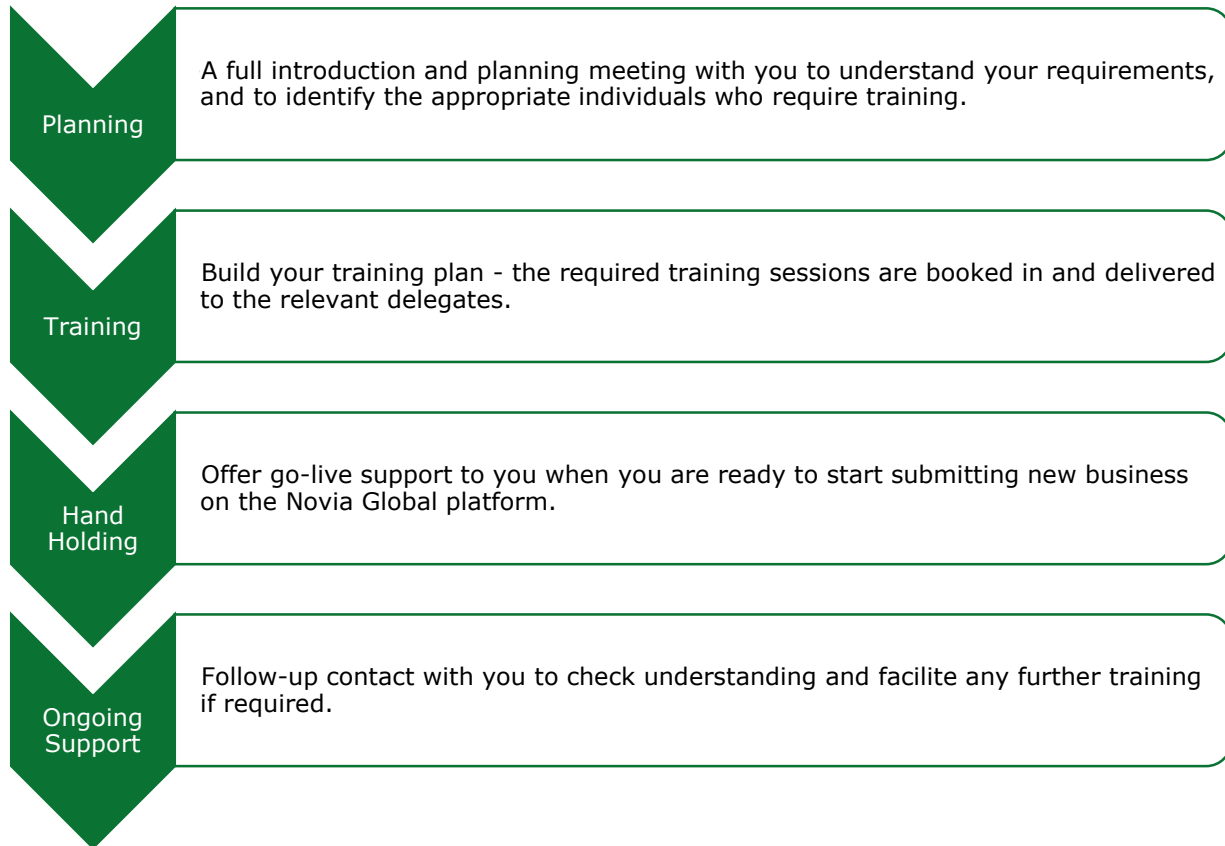 Planning
A full introduction and planning meeting with you to understand your requirements,
and to identify the appropriate individuals who require training.
Training
Build your training plan - the required training sessions are booked in and delivered
to the relevant delegates.
Hand
Holding
Offer go-live support to you when you are ready to start submitting new business
on the Novia Global platform.
Ongoing
Support
Follow-up contact with you to check understanding and facilite any further training
if required.